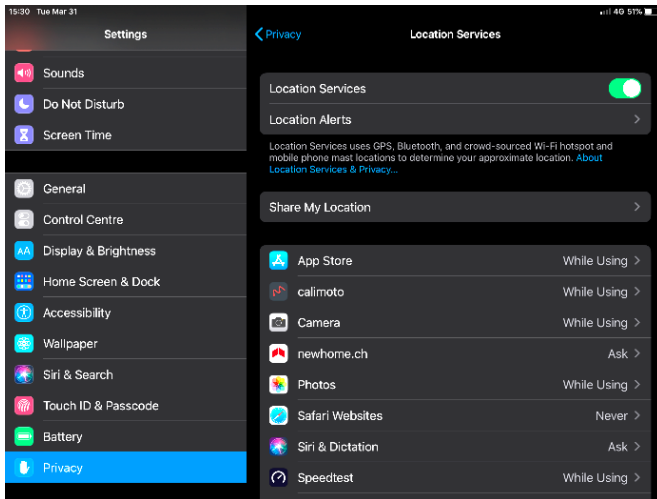 15:30 Tue Mar 31
4G 51%
Settings
Sounds
Do Not Disturb
Screen Time
General
Control Centre
AA Display & Brightness
Home Screen & Dock
Accessibility
Wallpaper
Siri & Search
Touch ID & Passcode
Battery
Privacy
Privacy
Location Services
Location Services
Location Alerts
Location Services uses GPS, Bluetooth, and crowd-sourced Wi-Fi hotspot and
mobile phone mast locations to determine your approximate location. About
Location Services & Privacy...
Share My Location
App Store While Using
calimoto While Using
Camera While Using
newhome.ch Ask
Photos While Using
Safari Websites Never
Siri & Dictation Ask
Speedtest While Using